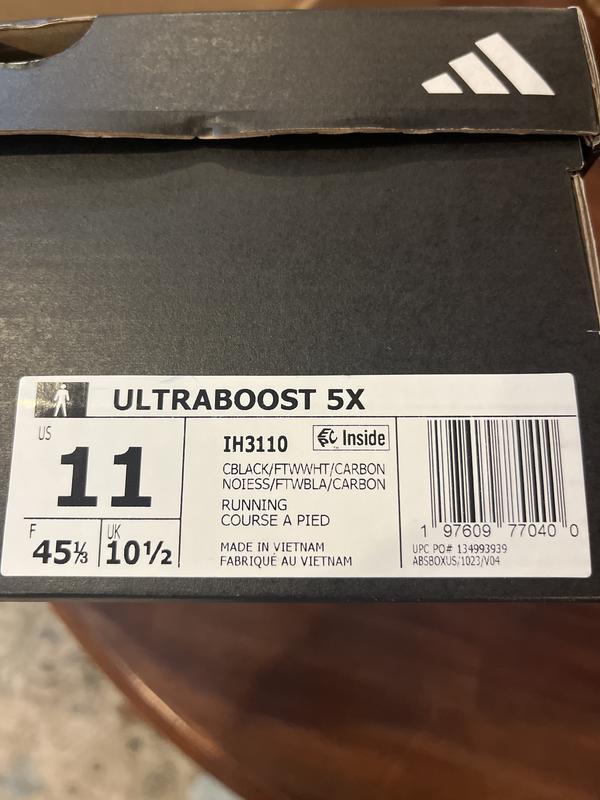 ULTRABOOST 5X
US
11
F
45⅓
UK
10½
IH3110
Inside
CBLACK/FTWWHT/CARBON
NOIESS/FTWBLA/CARBON
RUNNING
COURSE A PIED
MADE IN VIETNAM
FABRIQUÉ AU VIETNAM
1 97609 77040 0
UPC PO# 134993939
ABSBOXUS/1023/V04